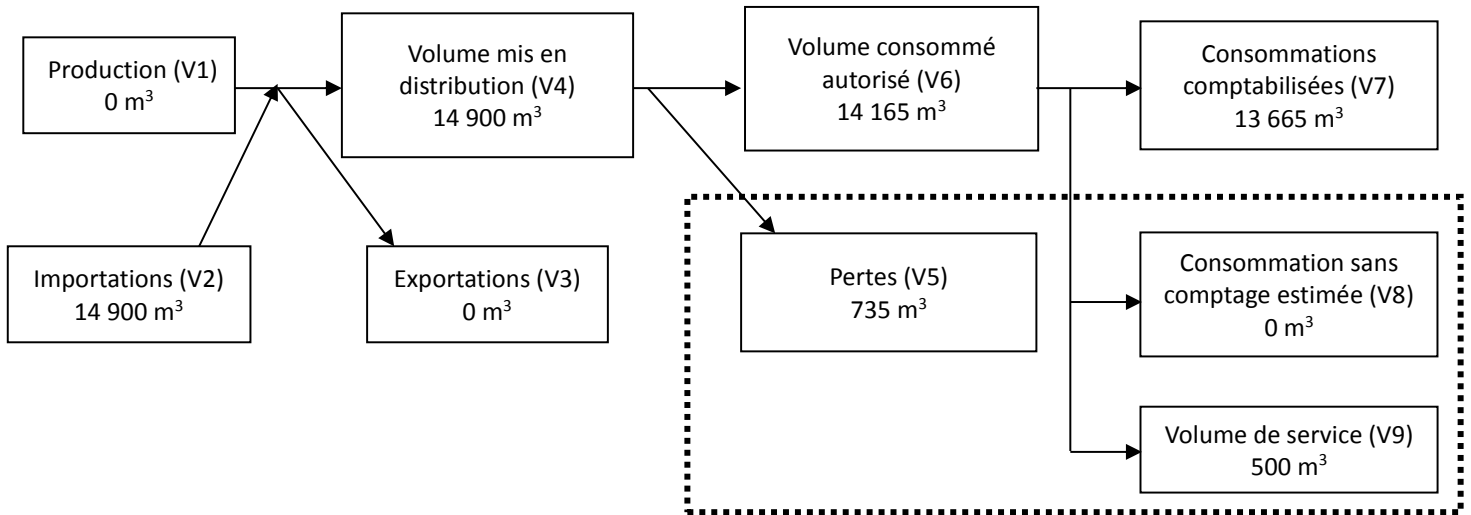 Production (V1)
0 m³
Volume mis en
distribution (V4)
14 900 m³
Volume consommé
autorisé (V6)
14 165 m³
Consommations
comptabilisées (V7)
13 665 m³
Importations (V2)
14 900 m³
Exportations (V3)
0 m³
Pertes (V5)
735 m³
Consommation sans
comptage estimée (V8)
0 m³
Volume de service (V9)
500 m³